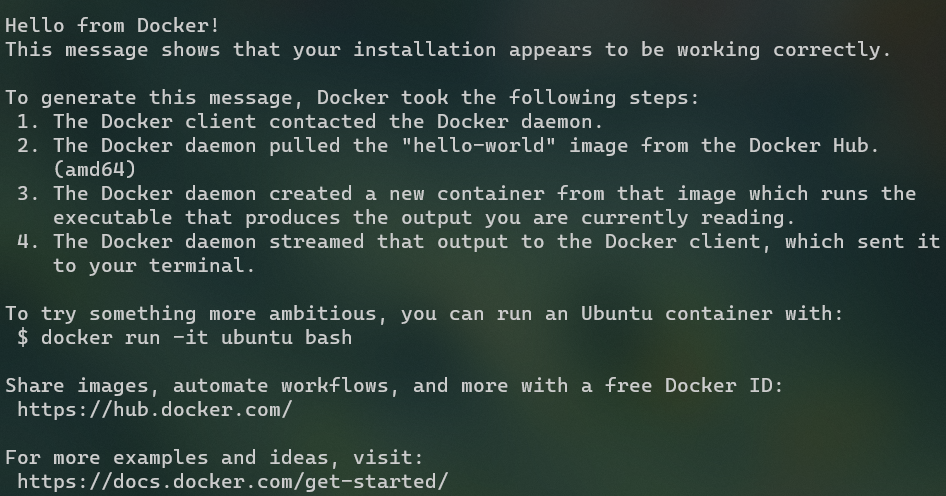 Hello from Docker!
This message shows that your installation appears to be working correctly.
To generate this message, Docker took the following steps:
1. The Docker client contacted the Docker daemon.
2. The Docker daemon pulled the "hello-world" image from the Docker Hub.
(amd64)
3. The Docker daemon created a new container from that image which runs the
executable that produces the output you are currently reading.
4. The Docker daemon streamed that output to the Docker client, which sent it
to your terminal.
To try something more ambitious, you can run an Ubuntu container with:
$ docker run -it ubuntu bash
Share images, automate workflows, and more with a free Docker ID:
https://hub.docker.com/
For more examples and ideas, visit:
https://docs.docker.com/get-started/